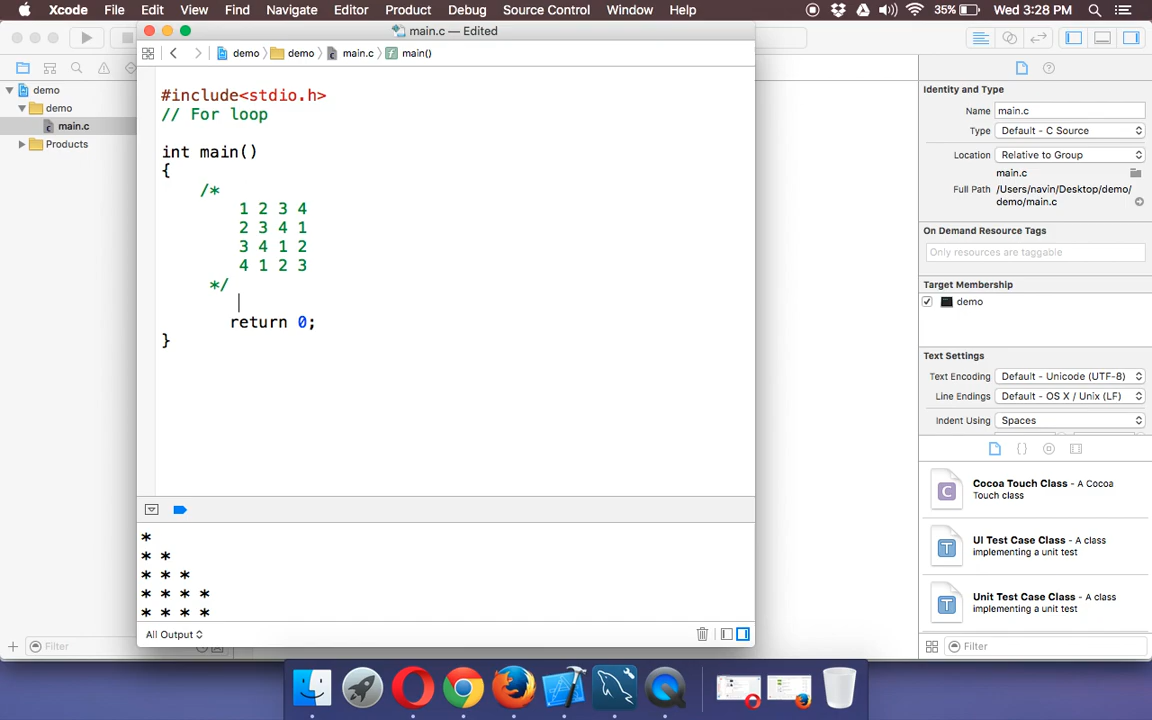 Xcode File Edit View Find Navigate Editor Product Debug Source Control Window Help 35% Wed 3:28 PM
main.c — Edited
demo demo main.c main()
demo
demo
main.c
Products
#include<stdio.h>
// For loop
int main()
{
/*
1 2 3 4
2 3 4 1
3 4 1 2
4 1 2 3
*/
return 0;
}
*
* *
* * *
* * * *
* * * *
All Output
Filter
Identity and Type
Name main.c
Type Default - C Source
Location Relative to Group
main.c
Full Path /Users/navin/Desktop/demo/
demo/main.c
On Demand Resource Tags
Only resources are taggable
Target Membership
demo
Text Settings
Text Encoding Default - Unicode (UTF-8)
Line Endings Default - OS X / Unix (LF)
Indent Using Spaces
Cocoa Touch Class - A Cocoa
Touch class
UI Test Case Class - A class
implementing a unit test
Unit Test Case Class - A class
implementing a unit test
Filter